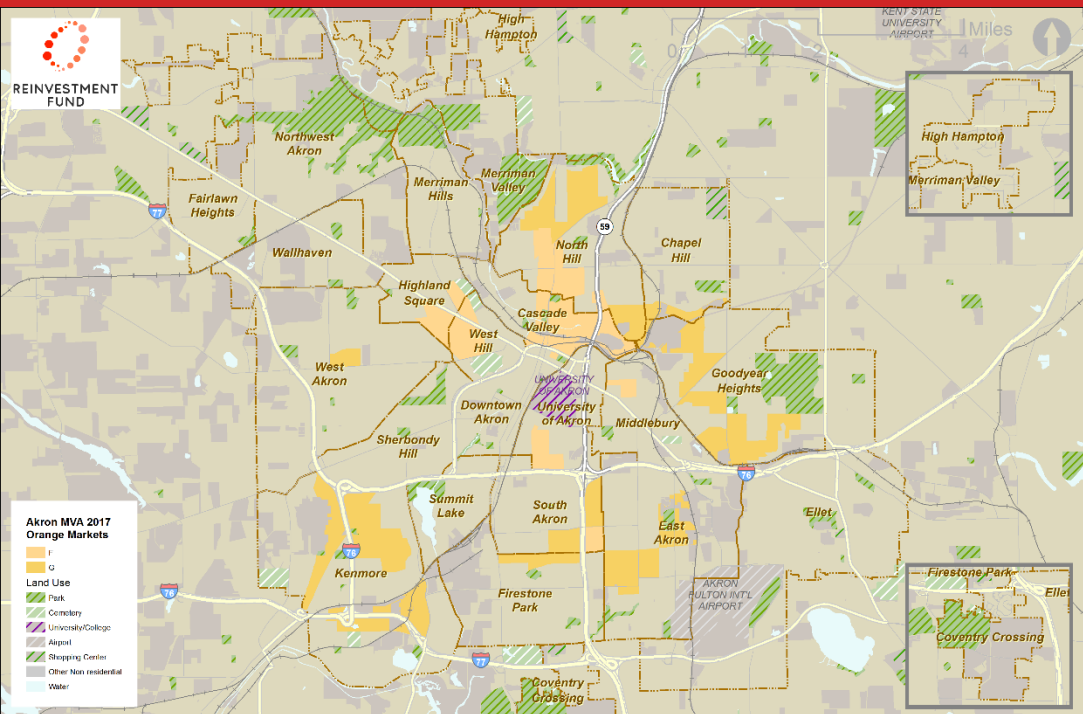 REINVESTMENT
FUND
High
Hampton
KENT STATE
UNIVERSITY
AIRPORT
Miles
0
2
4
High Hampton
Merriman Valley
Northwest
Akron
Merriman
Hills
Merriman
Valley
77
Fairlawn
Heights
59
Wallhaven
North
Hill
Chapel
Hill
Highland
Square
Cascade
Valley
West
Hill
West
Akron
UNIVERSITY
OF AKRON
Goodyear
Heights
Downtown
Akron
University
of Akron
Middlebury
Sherbondy
Hill
76
Summit
Lake
South
Akron
East
Akron
Ellet
76
Kenmore
76
Firestone
Park
AKRON
FULTON INT'L
AIRPORT
77
Coventry
Crossing
Firestone Park
Ellet
Coventry Crossing
Akron MVA 2017
Orange Markets
F
G
Land Use
Park
Cemetery
University/College
Airport
Shopping Center
Other Non residential
Water